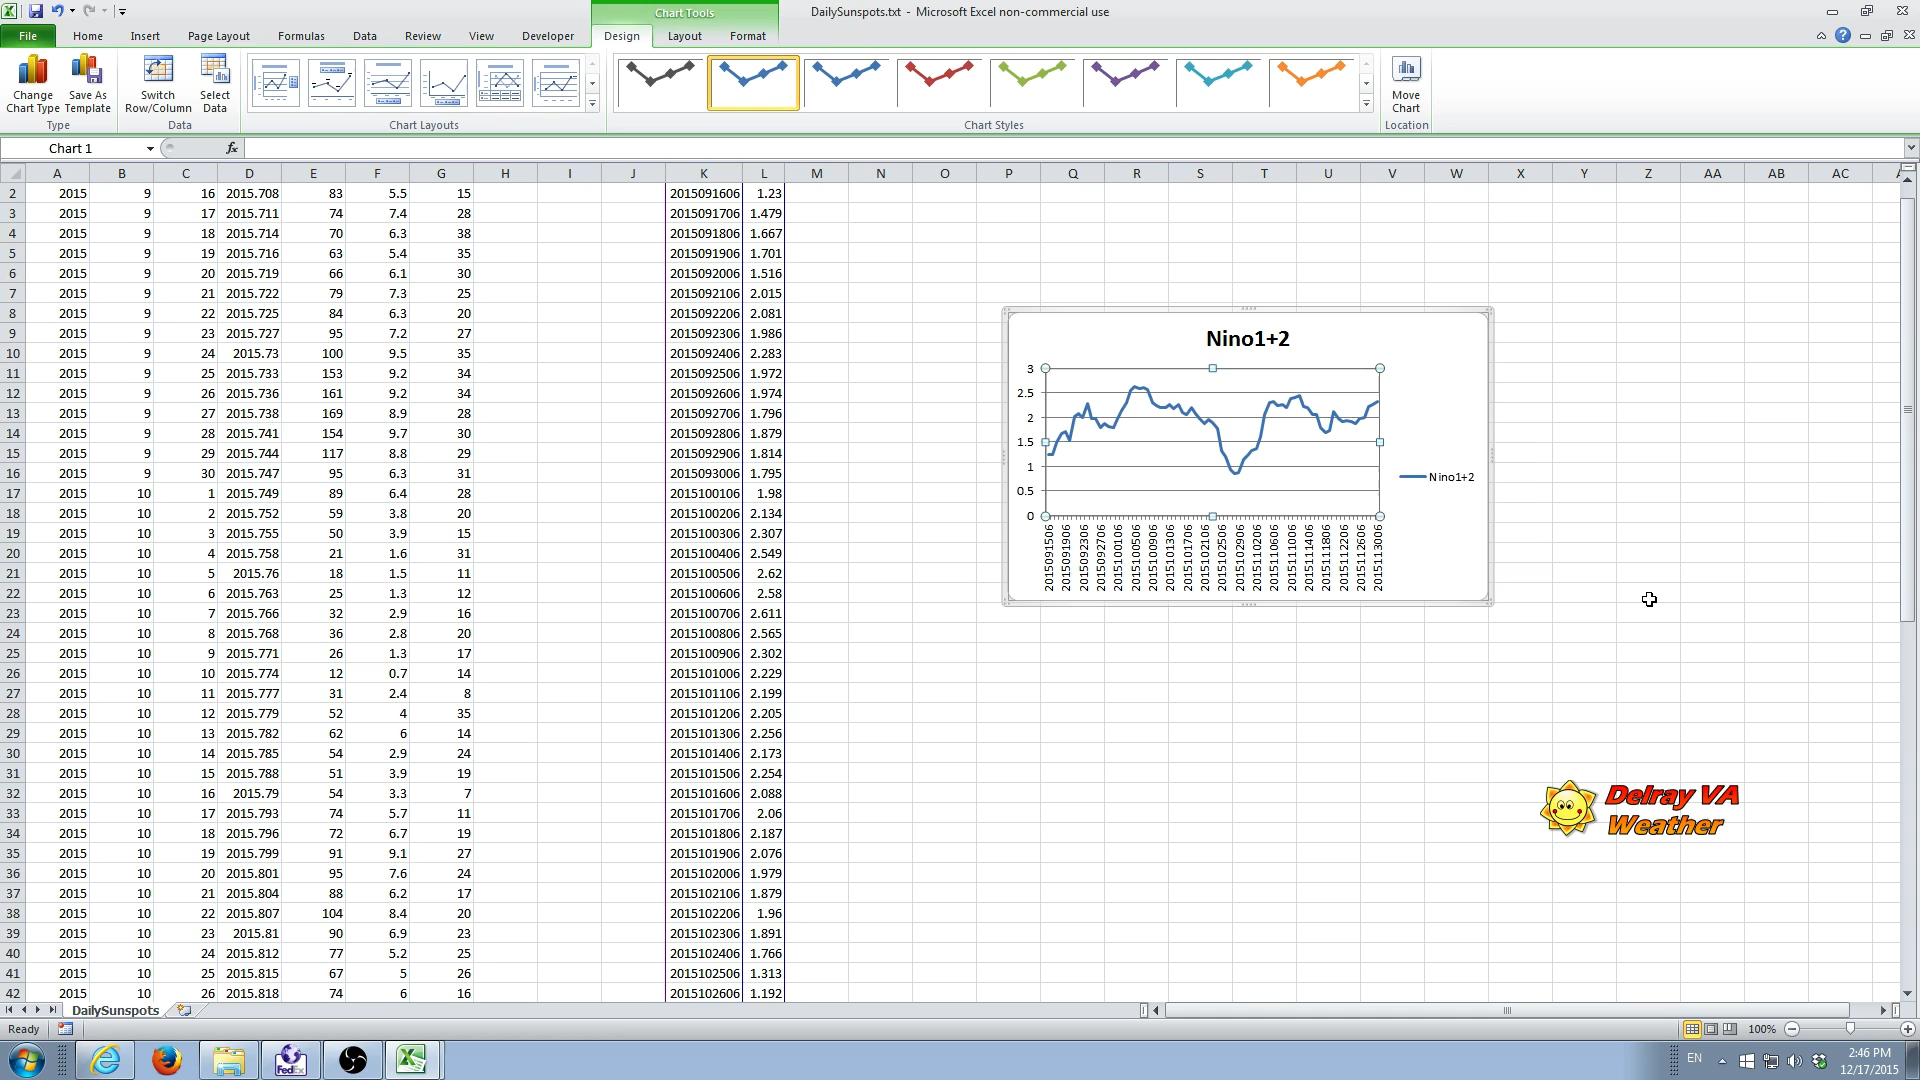 Chart Tools
DailySunspots.txt - Microsoft Excel non-commercial use
File Home Insert Page Layout Formulas Data Review View Developer Design Layout Format
Change Chart Type
Save As Template
Switch Row/Column
Select Data
Move Chart
Type Data Chart Layouts Chart Styles Location
Chart 1 fx
A B C D E F G H I J K L M N O P Q R S T U V W X Y Z AA AB AC
2 2015 9 16 2015.708 83 5.5 15 2015091606 1.23
3 2015 9 17 2015.711 74 7.4 28 2015091706 1.479
4 2015 9 18 2015.714 70 6.3 38 2015091806 1.667
5 2015 9 19 2015.716 63 5.4 35 2015091906 1.701
6 2015 9 20 2015.719 66 6.1 30 2015092006 1.516
7 2015 9 21 2015.722 79 7.3 25 2015092106 2.015
8 2015 9 22 2015.725 84 6.3 20 2015092206 2.081
9 2015 9 23 2015.727 95 7.2 27 2015092306 1.986
10 2015 9 24 2015.73 100 9.5 35 2015092406 2.283
11 2015 9 25 2015.733 153 9.2 34 2015092506 1.972
12 2015 9 26 2015.736 161 9.2 34 2015092606 1.974
13 2015 9 27 2015.738 169 8.9 28 2015092706 1.796
14 2015 9 28 2015.741 154 9.7 30 2015092806 1.879
15 2015 9 29 2015.744 117 8.8 29 2015092906 1.814
16 2015 9 30 2015.747 95 6.3 31 2015093006 1.795
17 2015 10 1 2015.749 89 6.4 28 2015100106 1.98
18 2015 10 2 2015.752 59 3.8 20 2015100206 2.134
19 2015 10 3 2015.755 50 3.9 15 2015100306 2.307
20 2015 10 4 2015.758 21 1.6 31 2015100406 2.549
21 2015 10 5 2015.76 18 1.5 11 2015100506 2.62
22 2015 10 6 2015.763 25 1.3 12 2015100606 2.58
23 2015 10 7 2015.766 32 2.9 16 2015100706 2.611
24 2015 10 8 2015.768 36 2.8 20 2015100806 2.565
25 2015 10 9 2015.771 26 1.3 17 2015100906 2.302
26 2015 10 10 2015.774 12 0.7 14 2015101006 2.229
27 2015 10 11 2015.777 31 2.4 8 2015101106 2.199
28 2015 10 12 2015.779 52 4 35 2015101206 2.205
29 2015 10 13 2015.782 62 6 14 2015101306 2.256
30 2015 10 14 2015.785 54 2.9 24 2015101406 2.173
31 2015 10 15 2015.788 51 3.9 19 2015101506 2.254
32 2015 10 16 2015.79 54 3.3 7 2015101606 2.088
33 2015 10 17 2015.793 74 5.7 11 2015101706 2.06
34 2015 10 18 2015.796 72 6.7 19 2015101806 2.187
35 2015 10 19 2015.799 91 9.1 27 2015101906 2.076
36 2015 10 20 2015.801 95 7.6 24 2015102006 1.979
37 2015 10 21 2015.804 88 6.2 17 2015102106 1.879
38 2015 10 22 2015.807 104 8.4 20 2015102206 1.96
39 2015 10 23 2015.81 90 6.9 23 2015102306 1.891
40 2015 10 24 2015.812 77 5.2 25 2015102406 1.766
41 2015 10 25 2015.815 67 5 26 2015102506 1.313
42 2015 10 26 2015.818 74 6 16 2015102606 1.192
Nino1+2
3
2.5
2
1.5
1
0.5
0
Nino1+2
2015091506 2015091906 2015092306 2015092706 2015100106 2015100506 2015100906 2015101306 2015101706 2015102106 2015102506 2015102906 2015110206 2015110606 2015111006 2015111406 2015111806 2015112206 2015112606 2015113006
Delray VA
Weather
DailySunspots
Ready 100%
FedEx
EN
2:46 PM
12/17/2015